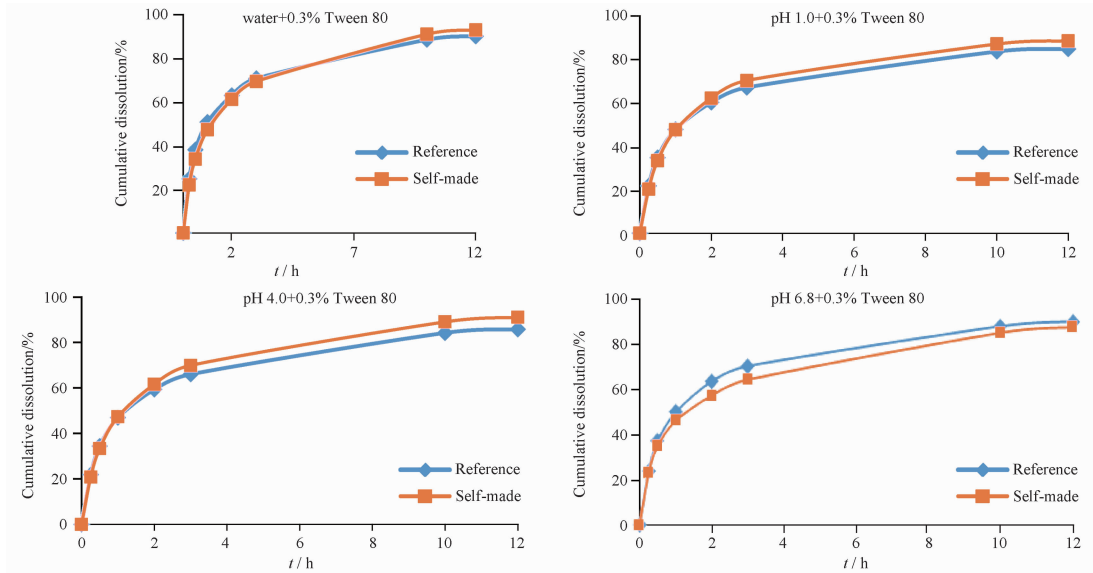 water+0.3% Tween 80
Cumulative dissolution/%
100
80
60
40
20
Reference
Self-made
2
7
12
t / h
pH 1.0+0.3% Tween 80
Cumulative dissolution/%
100
80
60
40
20
0
Reference
Self-made
0 2 4 6 8 10 12
t / h
pH 4.0+0.3% Tween 80
Cumulative dissolution/%
100
80
60
40
20
0
Reference
Self-made
0 2 4 6 8 10 12
t / h
pH 6.8+0.3% Tween 80
Cumulative dissolution/%
100
80
60
40
20
0
Reference
Self-made
0 2 4 6 8 10 12
t / h